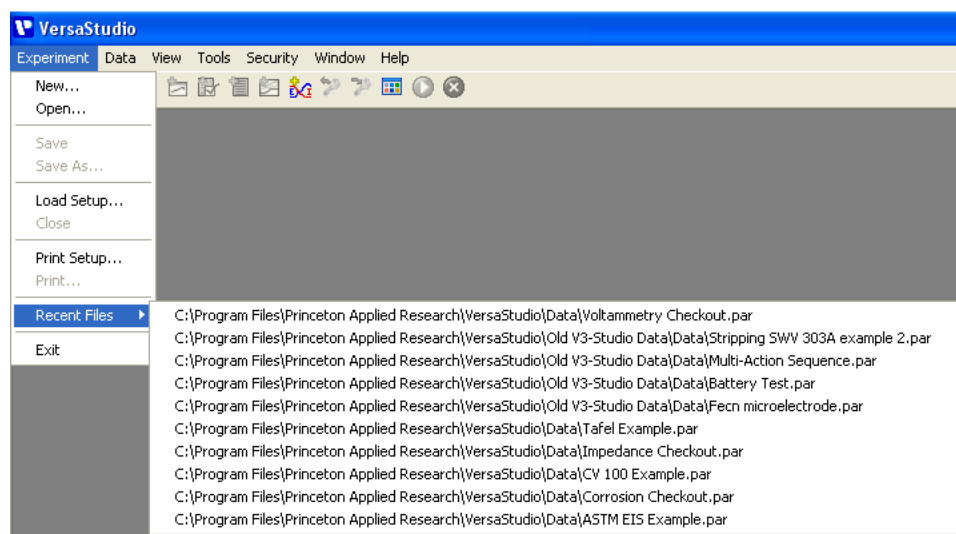 VersaStudio
Experiment Data View Tools Security Window Help
New...
Open...
Save
Save As...
Load Setup...
Close
Print Setup...
Print...
Recent Files
C:\Program Files\Princeton Applied Research\VersaStudio\Data\Voltammetry Checkout.par
C:\Program Files\Princeton Applied Research\VersaStudio\Old V3-Studio Data\Data\Stripping SWV 303A example 2.par
C:\Program Files\Princeton Applied Research\VersaStudio\Old V3-Studio Data\Data\Multi-Action Sequence.par
C:\Program Files\Princeton Applied Research\VersaStudio\Old V3-Studio Data\Data\Battery Test.par
C:\Program Files\Princeton Applied Research\VersaStudio\Old V3-Studio Data\Data\Fecn microelectrode.par
C:\Program Files\Princeton Applied Research\VersaStudio\Data\Tafel Example.par
C:\Program Files\Princeton Applied Research\VersaStudio\Data\Impedance Checkout.par
C:\Program Files\Princeton Applied Research\VersaStudio\Data\CV 100 Example.par
C:\Program Files\Princeton Applied Research\VersaStudio\Data\Corrosion Checkout.par
C:\Program Files\Princeton Applied Research\VersaStudio\Data\ASTM EIS Example.par
Exit